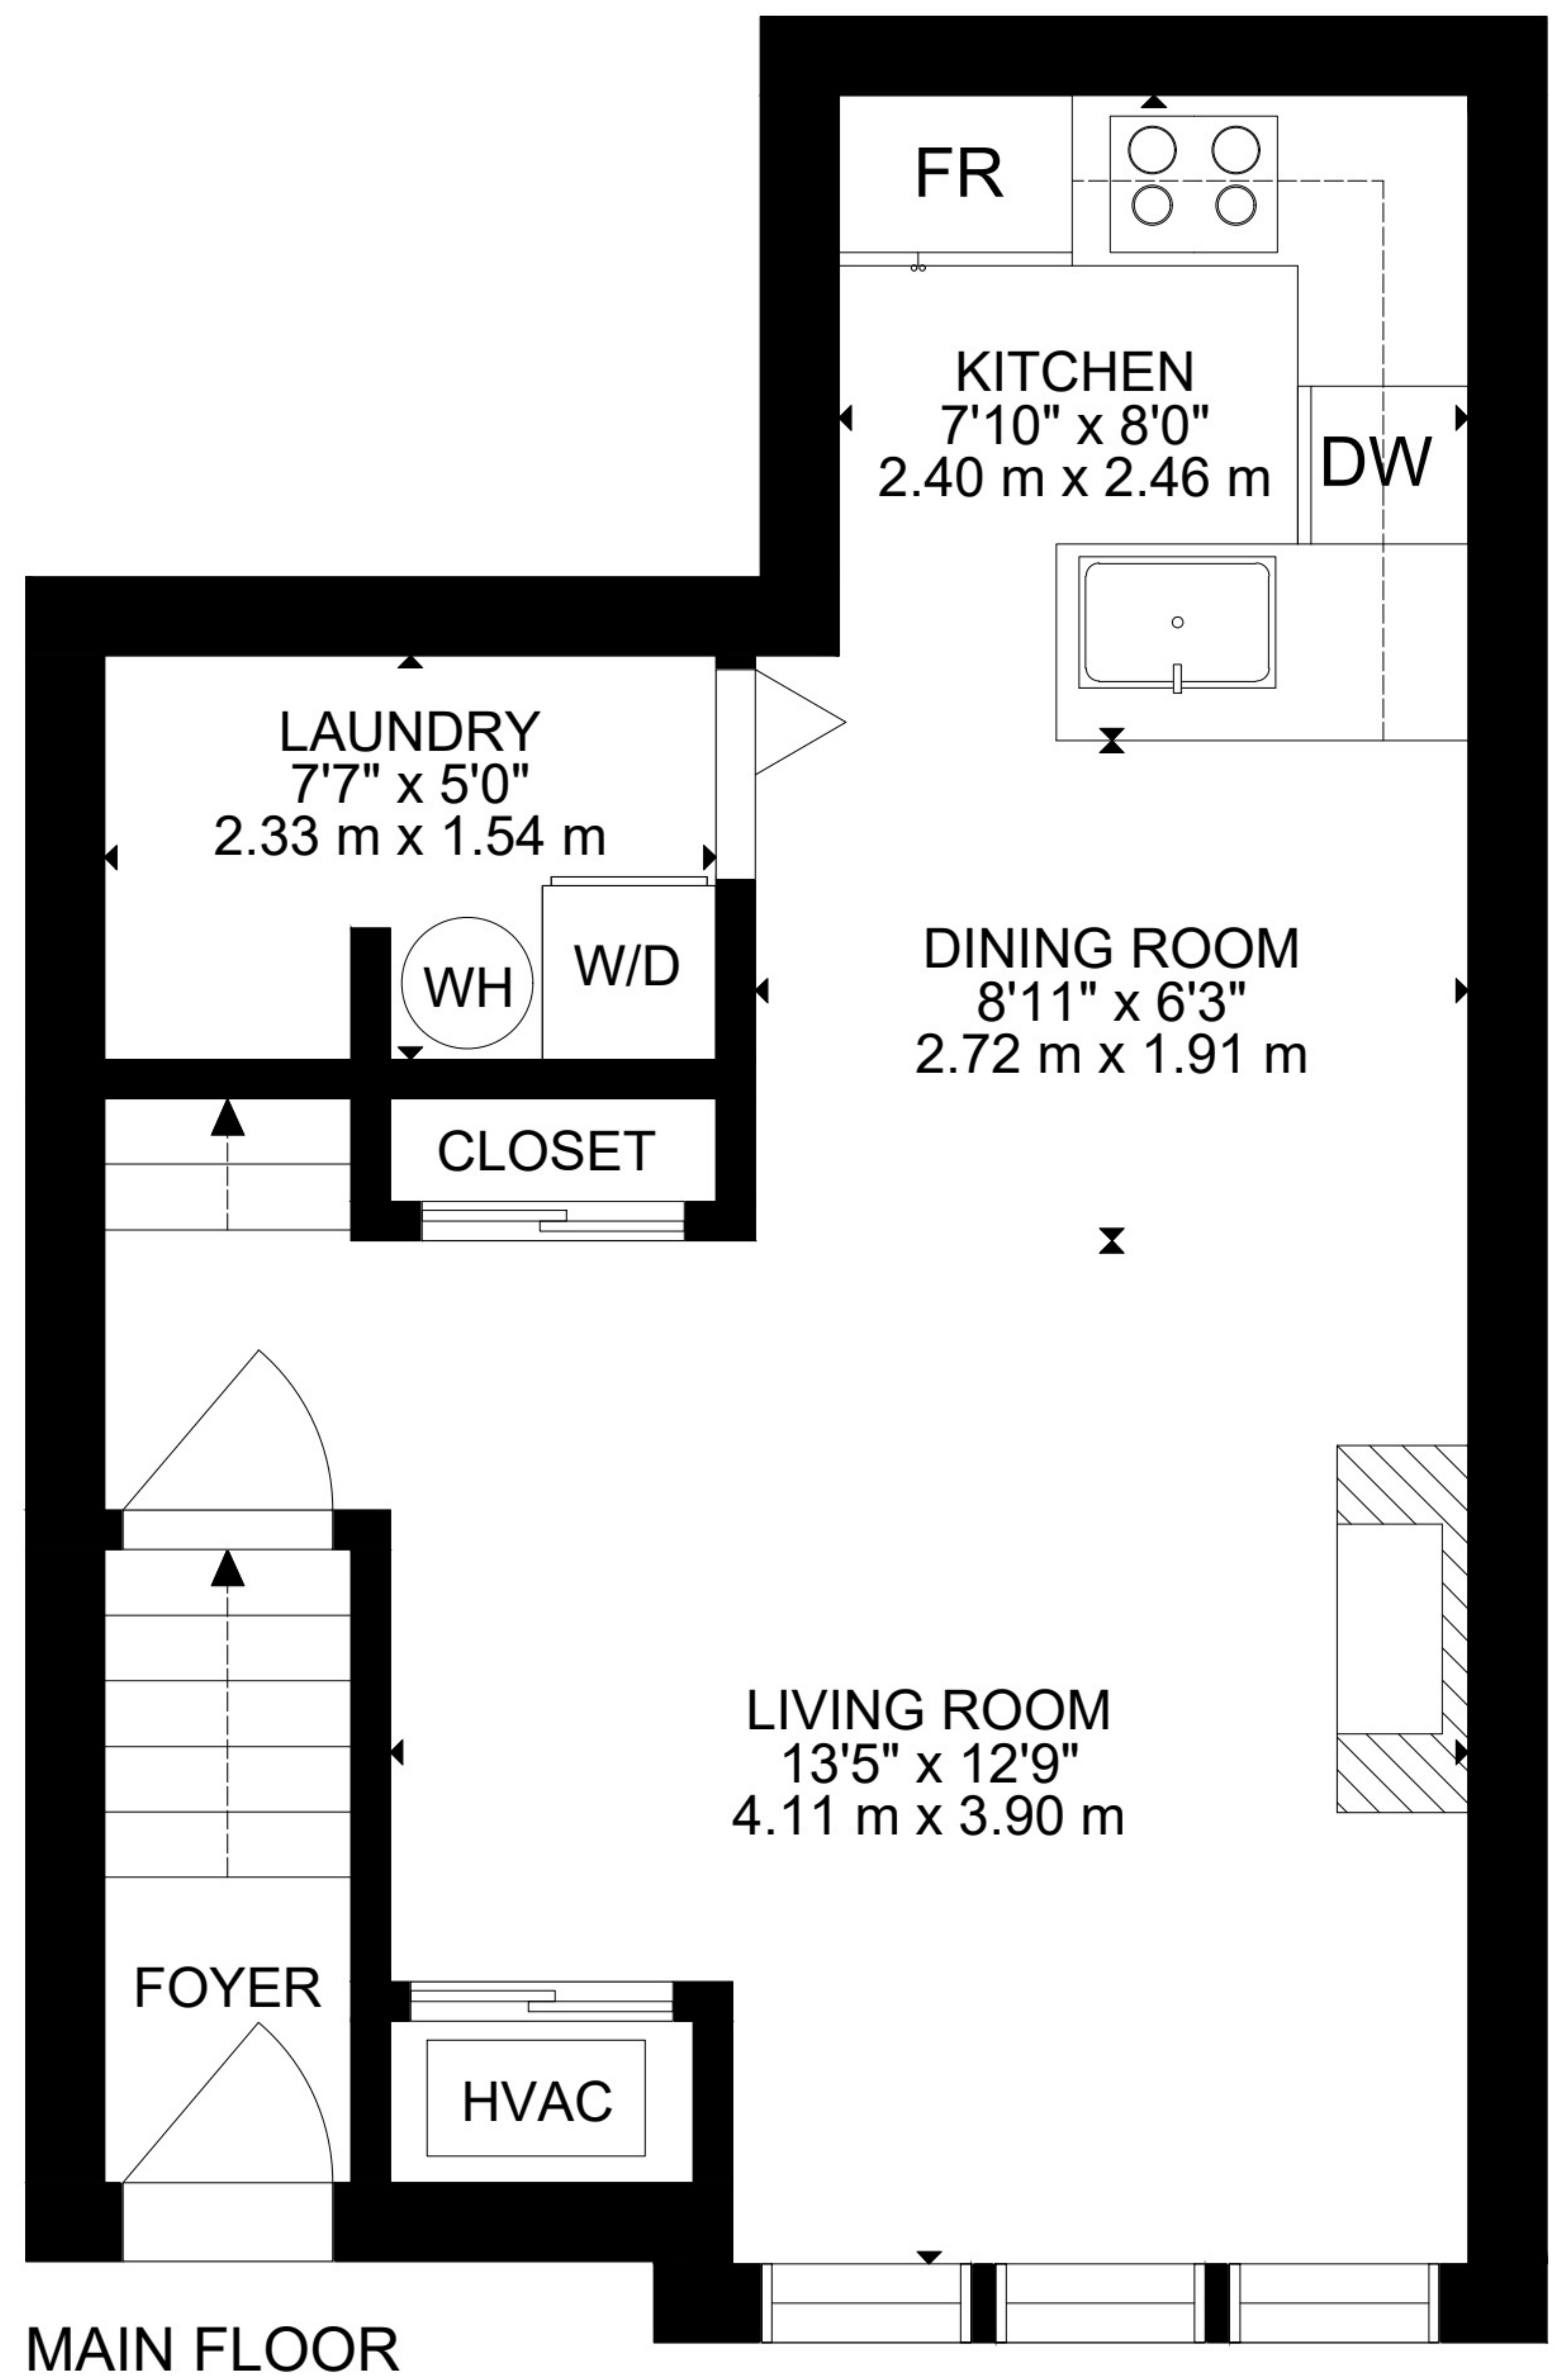 FR
KITCHEN
7'10" x 8'0"
2.40 m x 2.46 m
DW
LAUNDRY
7'7" x 5'0"
2.33 m x 1.54 m
WH
W/D
DINING ROOM
8'11" x 6'3"
2.72 m x 1.91 m
CLOSET
LIVING ROOM
13'5" x 12'9"
4.11 m x 3.90 m
FOYER
HVAC
MAIN FLOOR